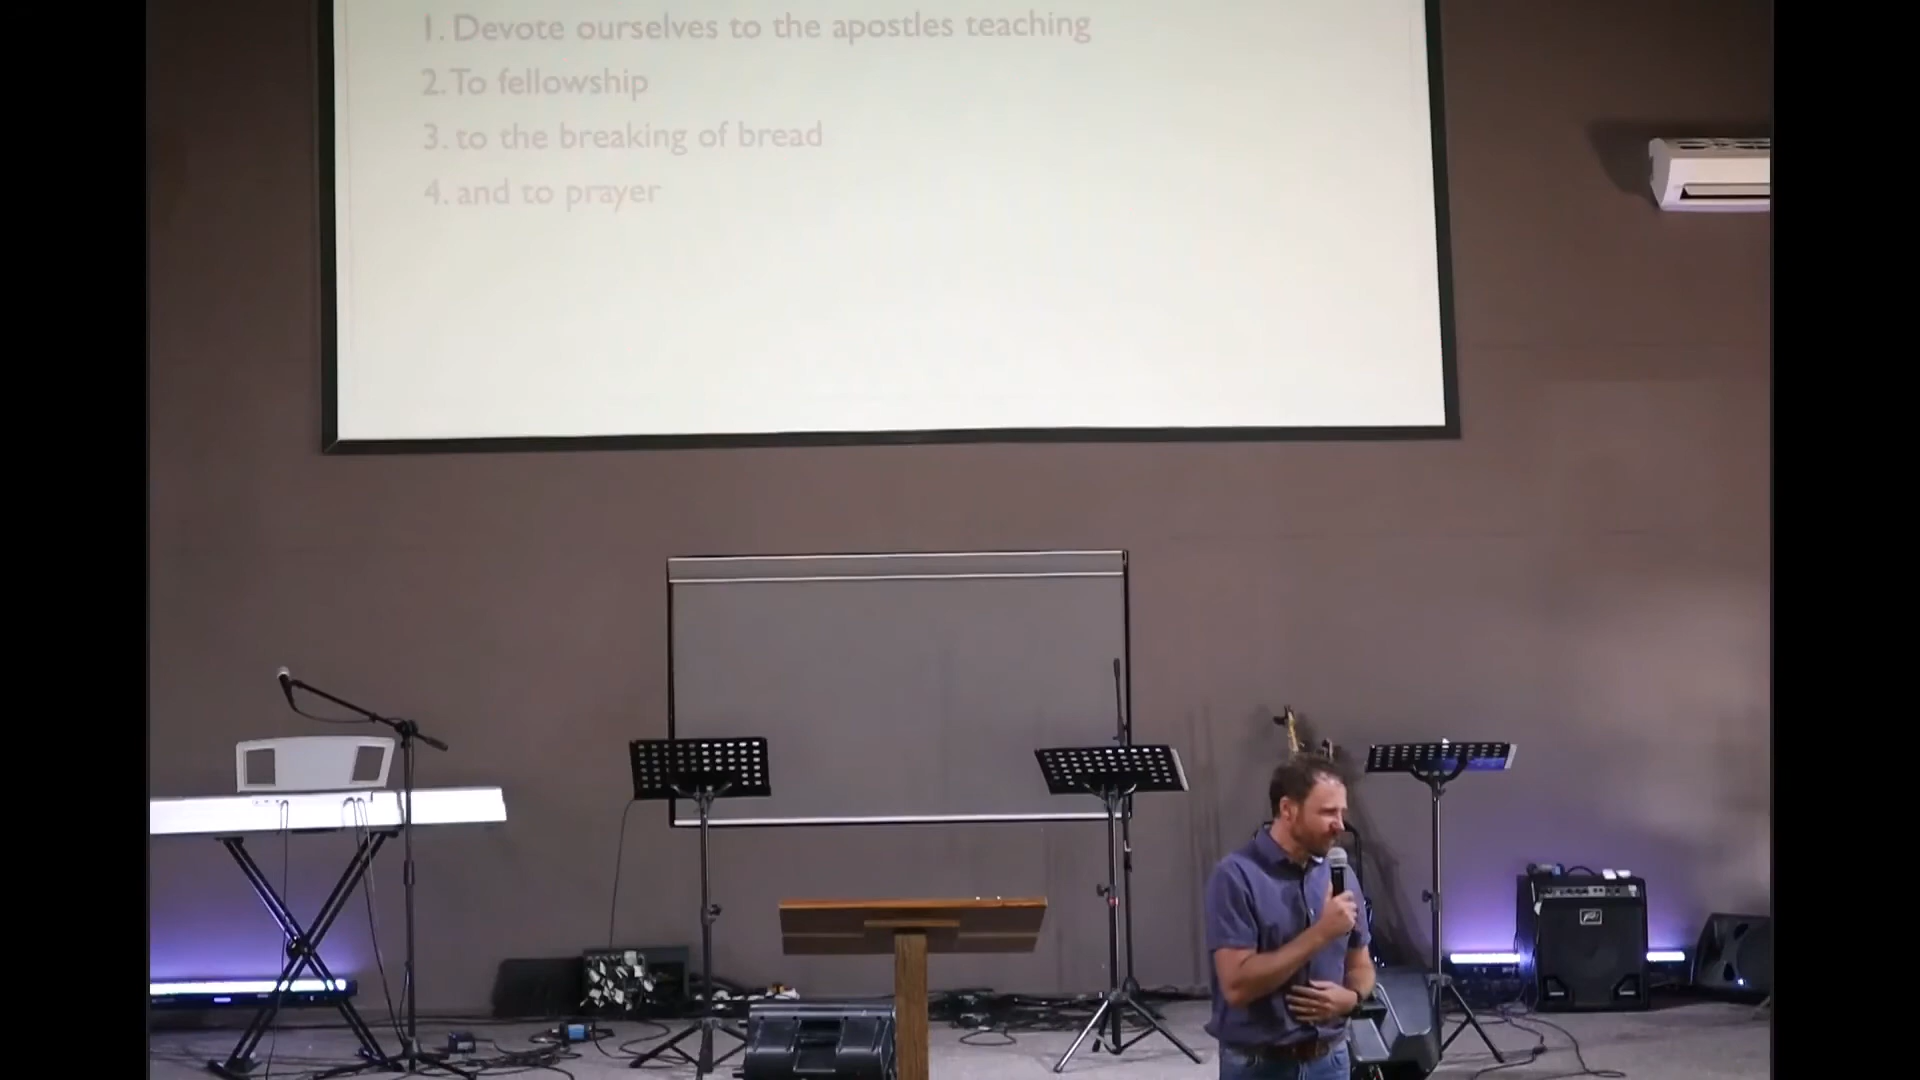 1. Devote ourselves to the apostles teaching
2. To fellowship
3. to the breaking of bread
4. and to prayer